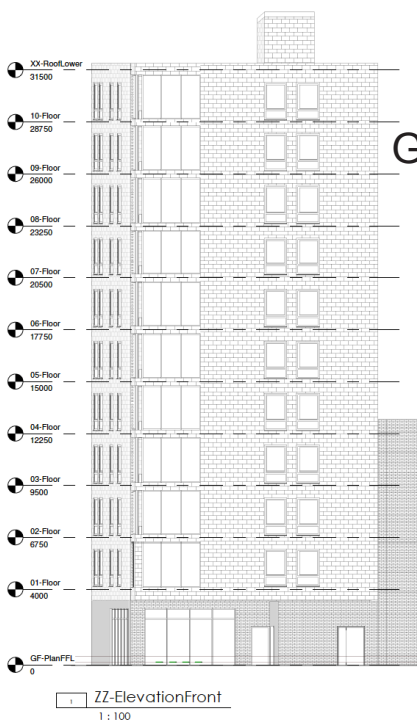 XX-RoofLower
31500
10-Floor
28750
G
09-Floor
26000
08-Floor
23250
07-Floor
20500
06-Floor
17750
05-Floor
15000
04-Floor
12250
03-Floor
9500
02-Floor
6750
01-Floor
4000
GF-PlanFFL
0
1 ZZ-ElevationFront
1 : 100